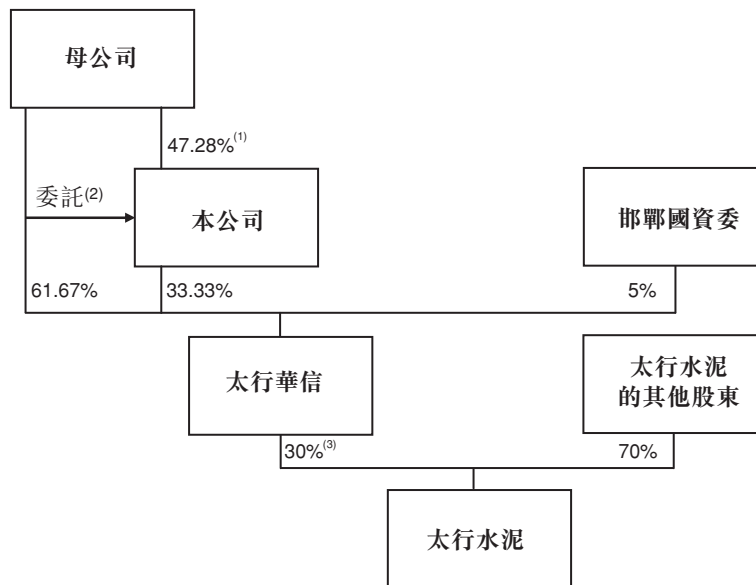 母公司
47.28%(1)
委託(2)
本公司
邯鄲國資委
61.67%
33.33%
5%
太行華信
太行水泥
的其他股東
30%(3)
70%
太行水泥